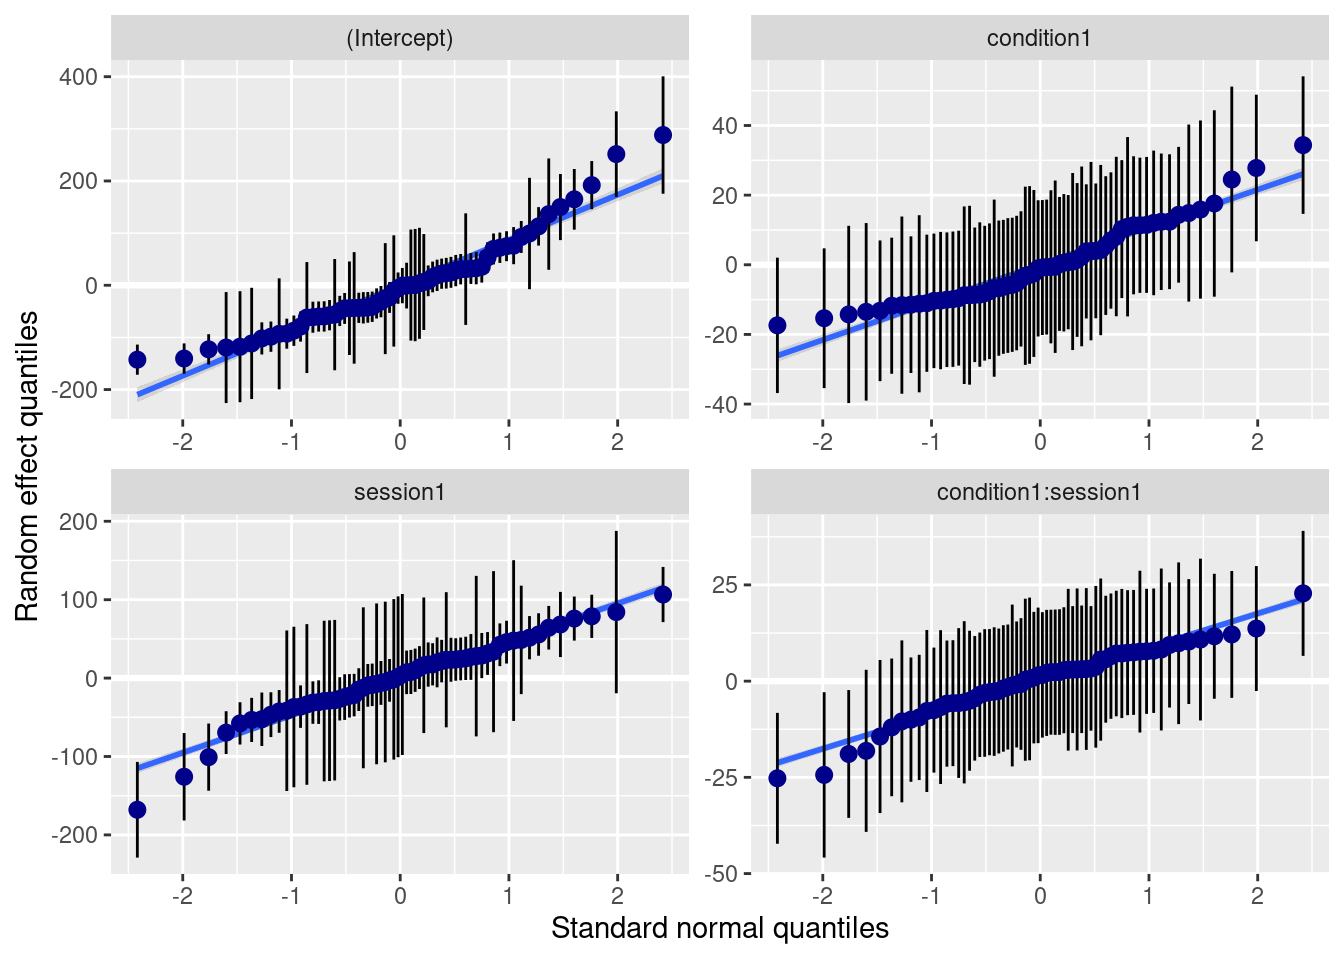 (Intercept)
condition1
400
200
0
-200
40
20
0
-20
-40
-2 -1 0 1 2
-2 -1 0 1 2
Random effect quantiles
session1
condition1:session1
200
100
0
-100
-200
25
0
-25
-50
-2 -1 0 1 2
-2 -1 0 1 2
Standard normal quantiles